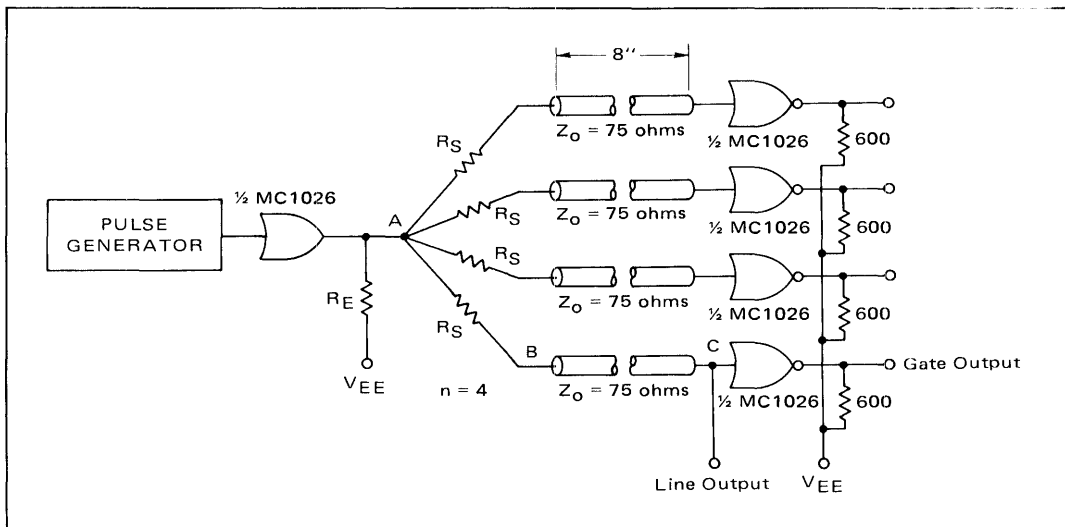 8"
R_S
Z_o = 75 ohms
½ MC1026
600
½ MC1026
PULSE
GENERATOR
A
R_S
Z_o = 75 ohms
½ MC1026
600
R_E
R_S
Z_o = 75 ohms
½ MC1026
600
V_EE
R_S
B
n = 4
Z_o = 75 ohms
C
½ MC1026
Gate Output
600
Line Output
V_EE